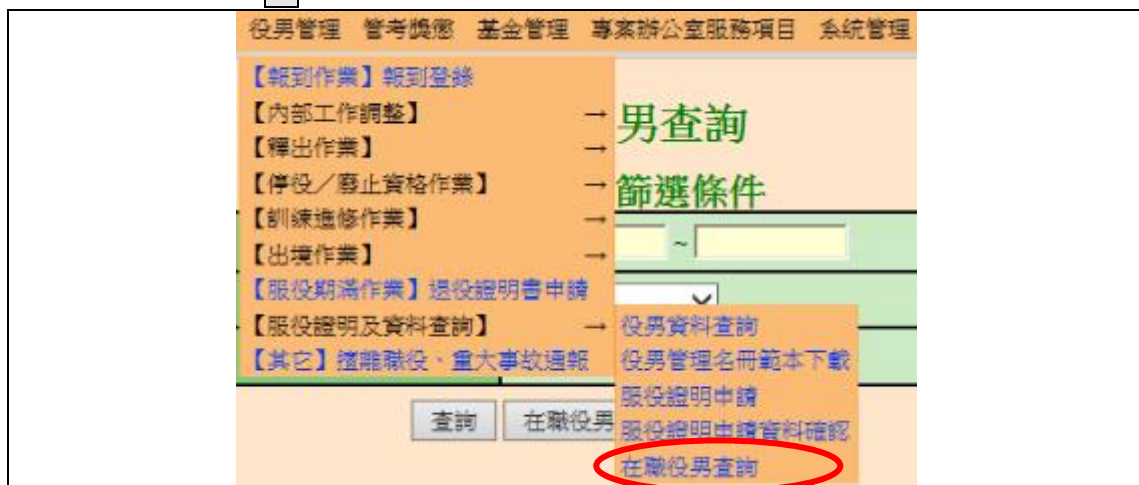 役男管理 管考獎懲 基金管理 專案辦公室服務項目 系統管理
【報到作業】報到登錄
【內部工作調整】 →
【釋出作業】 →
【停役／廢止資格作業】 →
【訓練進修作業】 →
【出境作業】 →
【服役期滿作業】退役證明書申請
【服役證明及資料查詢】 →
【其它】擅離職役、重大事故通報
男查詢
篩選條件
~
役男資料查詢
役男管理名冊範本下載
服役證明申請
服役證明申請資料確認
在職役男查詢
查詢 在職役男